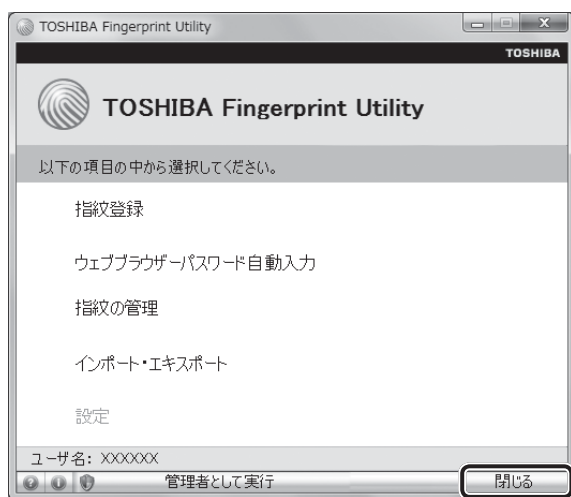 TOSHIBA Fingerprint Utility
TOSHIBA
TOSHIBA Fingerprint Utility
以下の項目の中から選択してください。
指紋登録
ウェブブラウザーパスワード自動入力
指紋の管理
インポート・エキスポート
設定
ユーザ名: XXXXXX
管理者として実行 閉じる